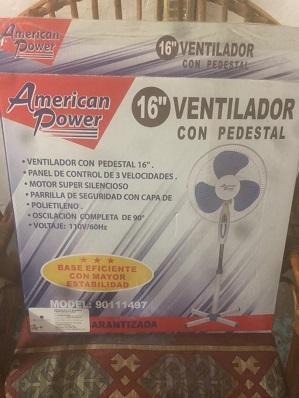 American
Power
16" VENTILADOR
CON PEDESTAL
American
Power
16" VENTILADOR
CON PEDESTAL
• VENTILADOR CON PEDESTAL 16".
• PANEL DE CONTROL DE 3 VELOCIDADES.
• MOTOR SUPER SILENCIOSO
• PARRILLA DE SEGURIDAD CON CAPA DE
POLIETILENO.
• OSCILACIÓN COMPLETA DE 90°
• VOLTAJE: 110V/60Hz
BASE EFICIENTE
CON MAYOR
ESTABILIDAD
MODEL: 90111497
GARANTIZADA